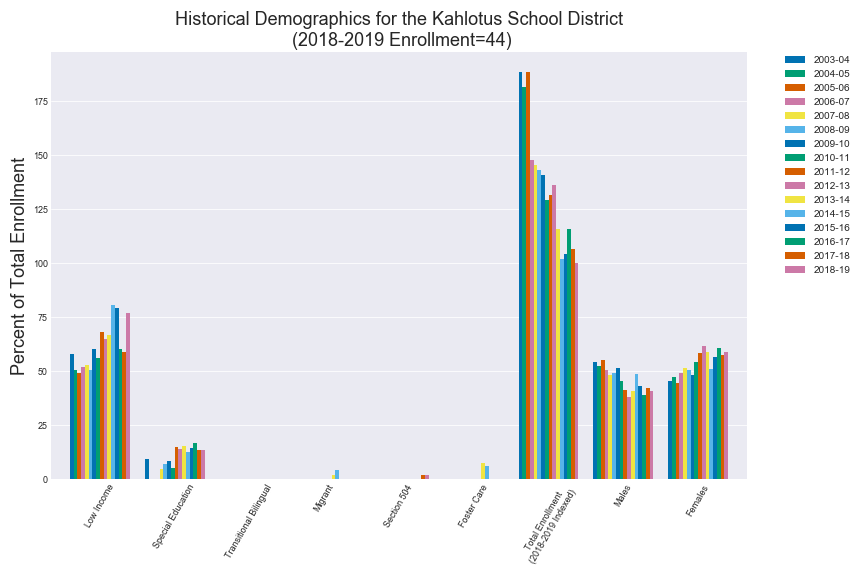 Historical Demographics for the Kahlotus School District
(2018-2019 Enrollment=44)
Percent of Total Enrollment
175
150
125
100
75
50
25
0
Low Income
Special Education
Transitional Bilingual
Migrant
Section 504
Foster Care
Total Enrollment
(2018-2019 Indexed)
Males
Females
2003-04
2004-05
2005-06
2006-07
2007-08
2008-09
2009-10
2010-11
2011-12
2012-13
2013-14
2014-15
2015-16
2016-17
2017-18
2018-19